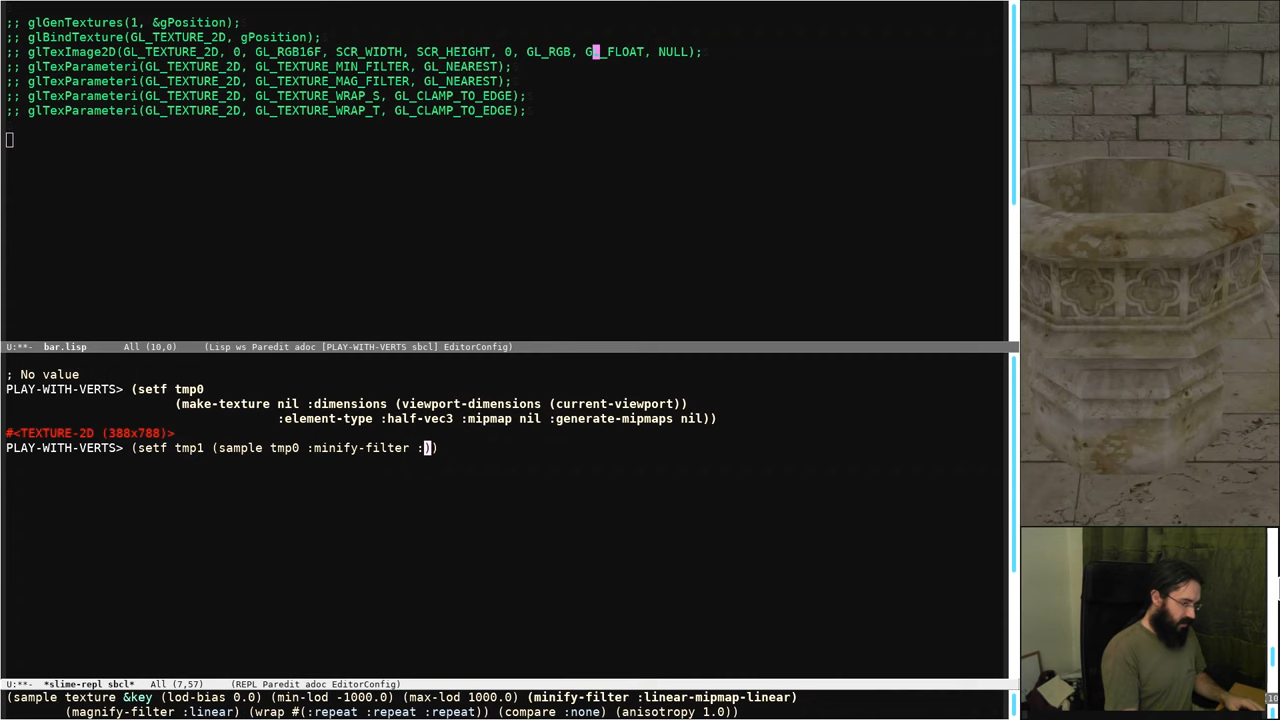 ;; glGenTextures(1, &gPosition);
;; glBindTexture(GL_TEXTURE_2D, gPosition);
;; glTexImage2D(GL_TEXTURE_2D, 0, GL_RGB16F, SCR_WIDTH, SCR_HEIGHT, 0, GL_RGB, GL_FLOAT, NULL);
;; glTexParameteri(GL_TEXTURE_2D, GL_TEXTURE_MIN_FILTER, GL_NEAREST);
;; glTexParameteri(GL_TEXTURE_2D, GL_TEXTURE_MAG_FILTER, GL_NEAREST);
;; glTexParameteri(GL_TEXTURE_2D, GL_TEXTURE_WRAP_S, GL_CLAMP_TO_EDGE);
;; glTexParameteri(GL_TEXTURE_2D, GL_TEXTURE_WRAP_T, GL_CLAMP_TO_EDGE);
U:**-  bar.lisp      All (10,0)     (Lisp ws Paredit adoc [PLAY-WITH-VERTS sbcl] EditorConfig)
; No value
PLAY-WITH-VERTS> (setf tmp0
(make-texture nil :dimensions (viewport-dimensions (current-viewport))
:element-type :half-vec3 :mipmap nil :generate-mipmaps nil))
#<TEXTURE-2D (388x788)>
PLAY-WITH-VERTS> (setf tmp1 (sample tmp0 :minify-filter :))
U:**-  *slime-repl sbcl*   All (7,57)     (REPL Paredit adoc EditorConfig)
(sample texture &key (lod-bias 0.0) (min-lod -1000.0) (max-lod 1000.0) (minify-filter :linear-mipmap-linear)
(magnify-filter :linear) (wrap #(:repeat :repeat :repeat)) (compare :none) (anisotropy 1.0))